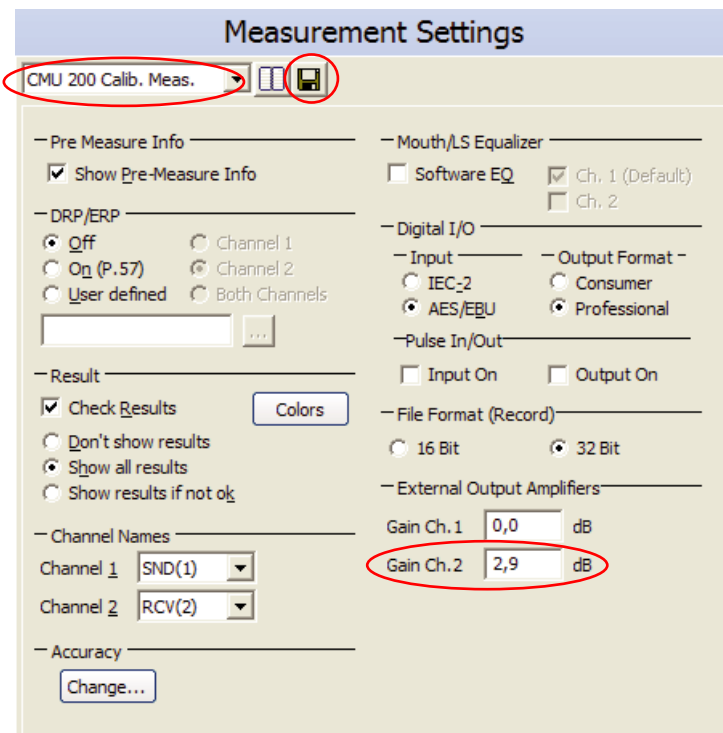 Measurement Settings
CMU 200 Calib. Meas.
Pre Measure Info
Show Pre-Measure Info
DRP/ERP
Off
Channel 1
On (P.57)
Channel 2
User defined
Both Channels
...
Result
Check Results
Colors
Don't show results
Show all results
Show results if not ok
Channel Names
Channel 1
SND(1)
Channel 2
RCV(2)
Accuracy
Change...
Mouth/LS Equalizer
Software EQ
Ch. 1 (Default)
Ch. 2
Digital I/O
Input
Output Format
IEC-2
Consumer
AES/EBU
Professional
Pulse In/Out
Input On
Output On
File Format (Record)
16 Bit
32 Bit
External Output Amplifiers
Gain Ch.1
0,0
dB
Gain Ch.2
2,9
dB